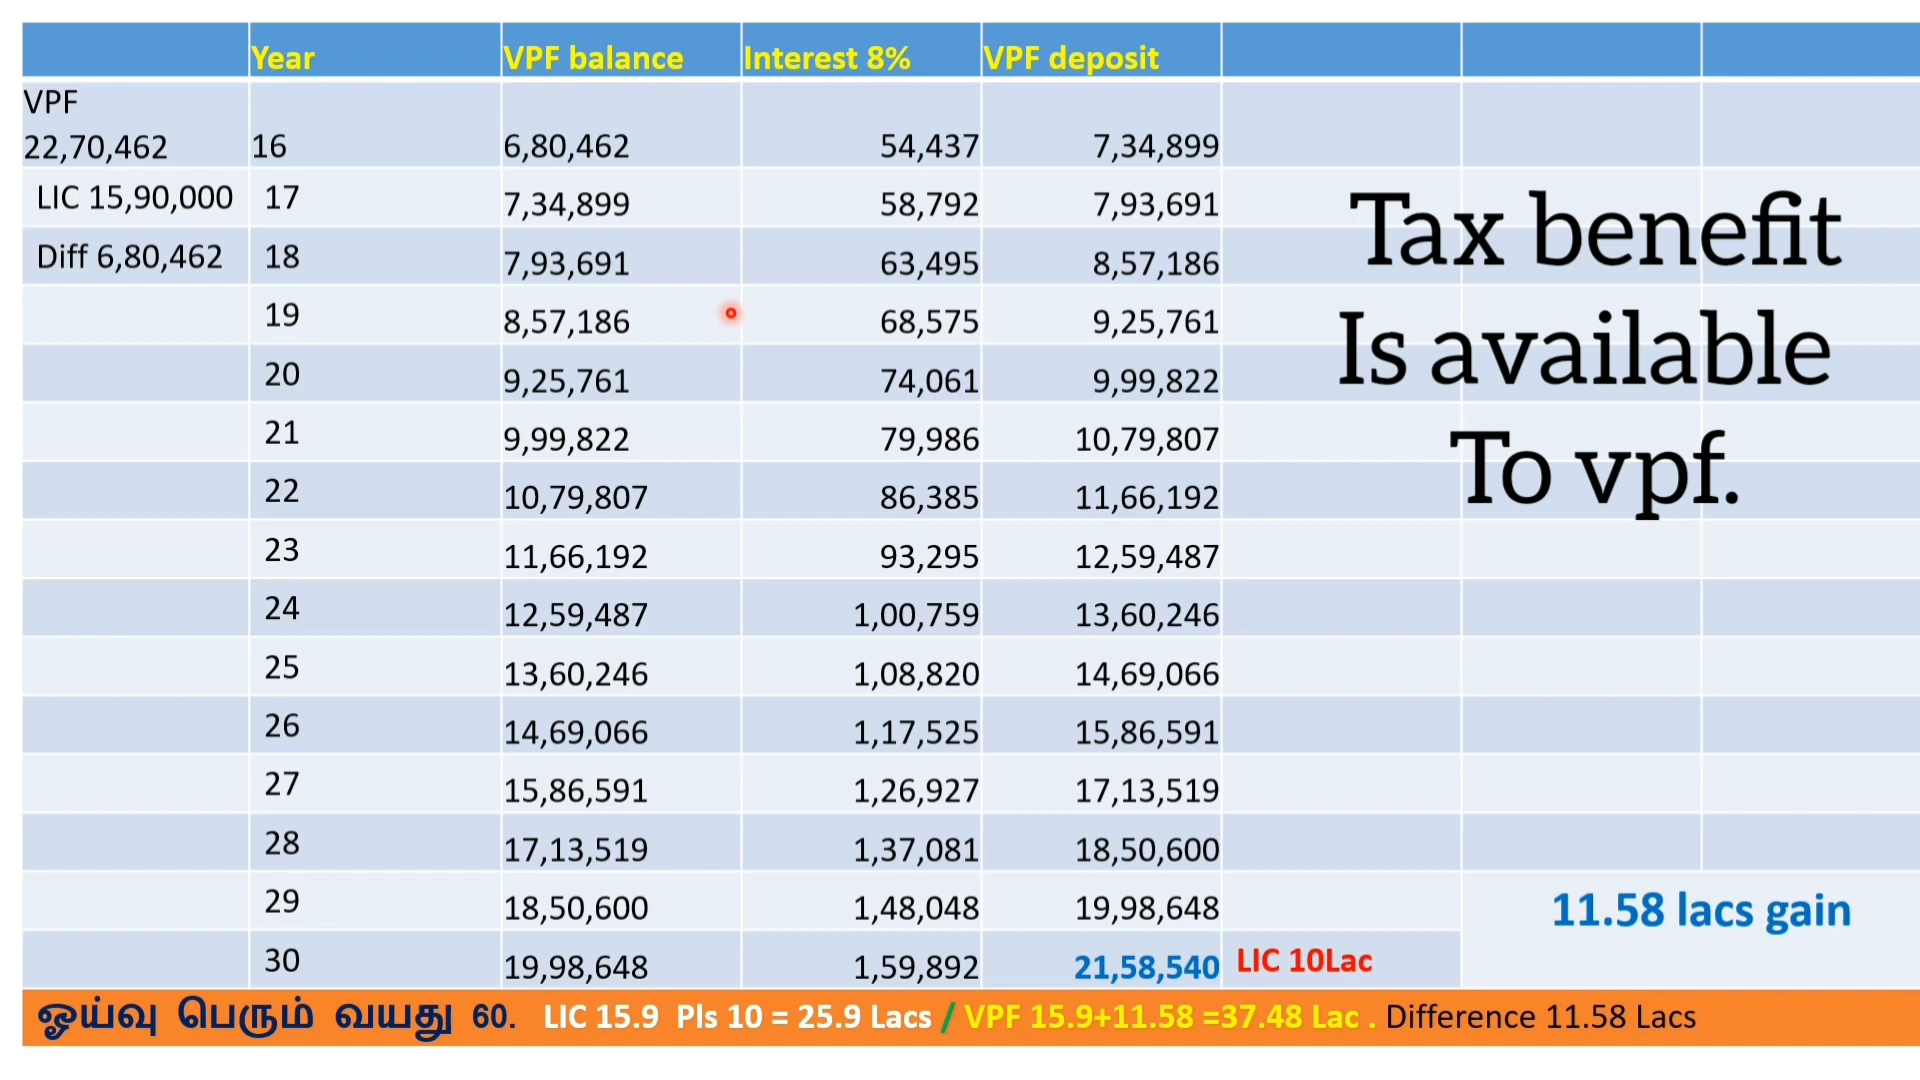 Year VPF balance Interest 8% VPF deposit
VPF
22,70,462 16 6,80,462 54,437 7,34,899
LIC 15,90,000 17 7,34,899 58,792 7,93,691
Diff 6,80,462 18 7,93,691 63,495 8,57,186
19 8,57,186 68,575 9,25,761
20 9,25,761 74,061 9,99,822
21 9,99,822 79,986 10,79,807
22 10,79,807 86,385 11,66,192
23 11,66,192 93,295 12,59,487
24 12,59,487 1,00,759 13,60,246
25 13,60,246 1,08,820 14,69,066
26 14,69,066 1,17,525 15,86,591
27 15,86,591 1,26,927 17,13,519
28 17,13,519 1,37,081 18,50,600
29 18,50,600 1,48,048 19,98,648
30 19,98,648 1,59,892 21,58,540 LIC 10Lac
Tax benefit
Is available
To vpf.
11.58 lacs gain
ஓய்வு பெரும் வயது 60. LIC 15.9 Pls 10 = 25.9 Lacs / VPF 15.9+11.58 =37.48 Lac . Difference 11.58 Lacs